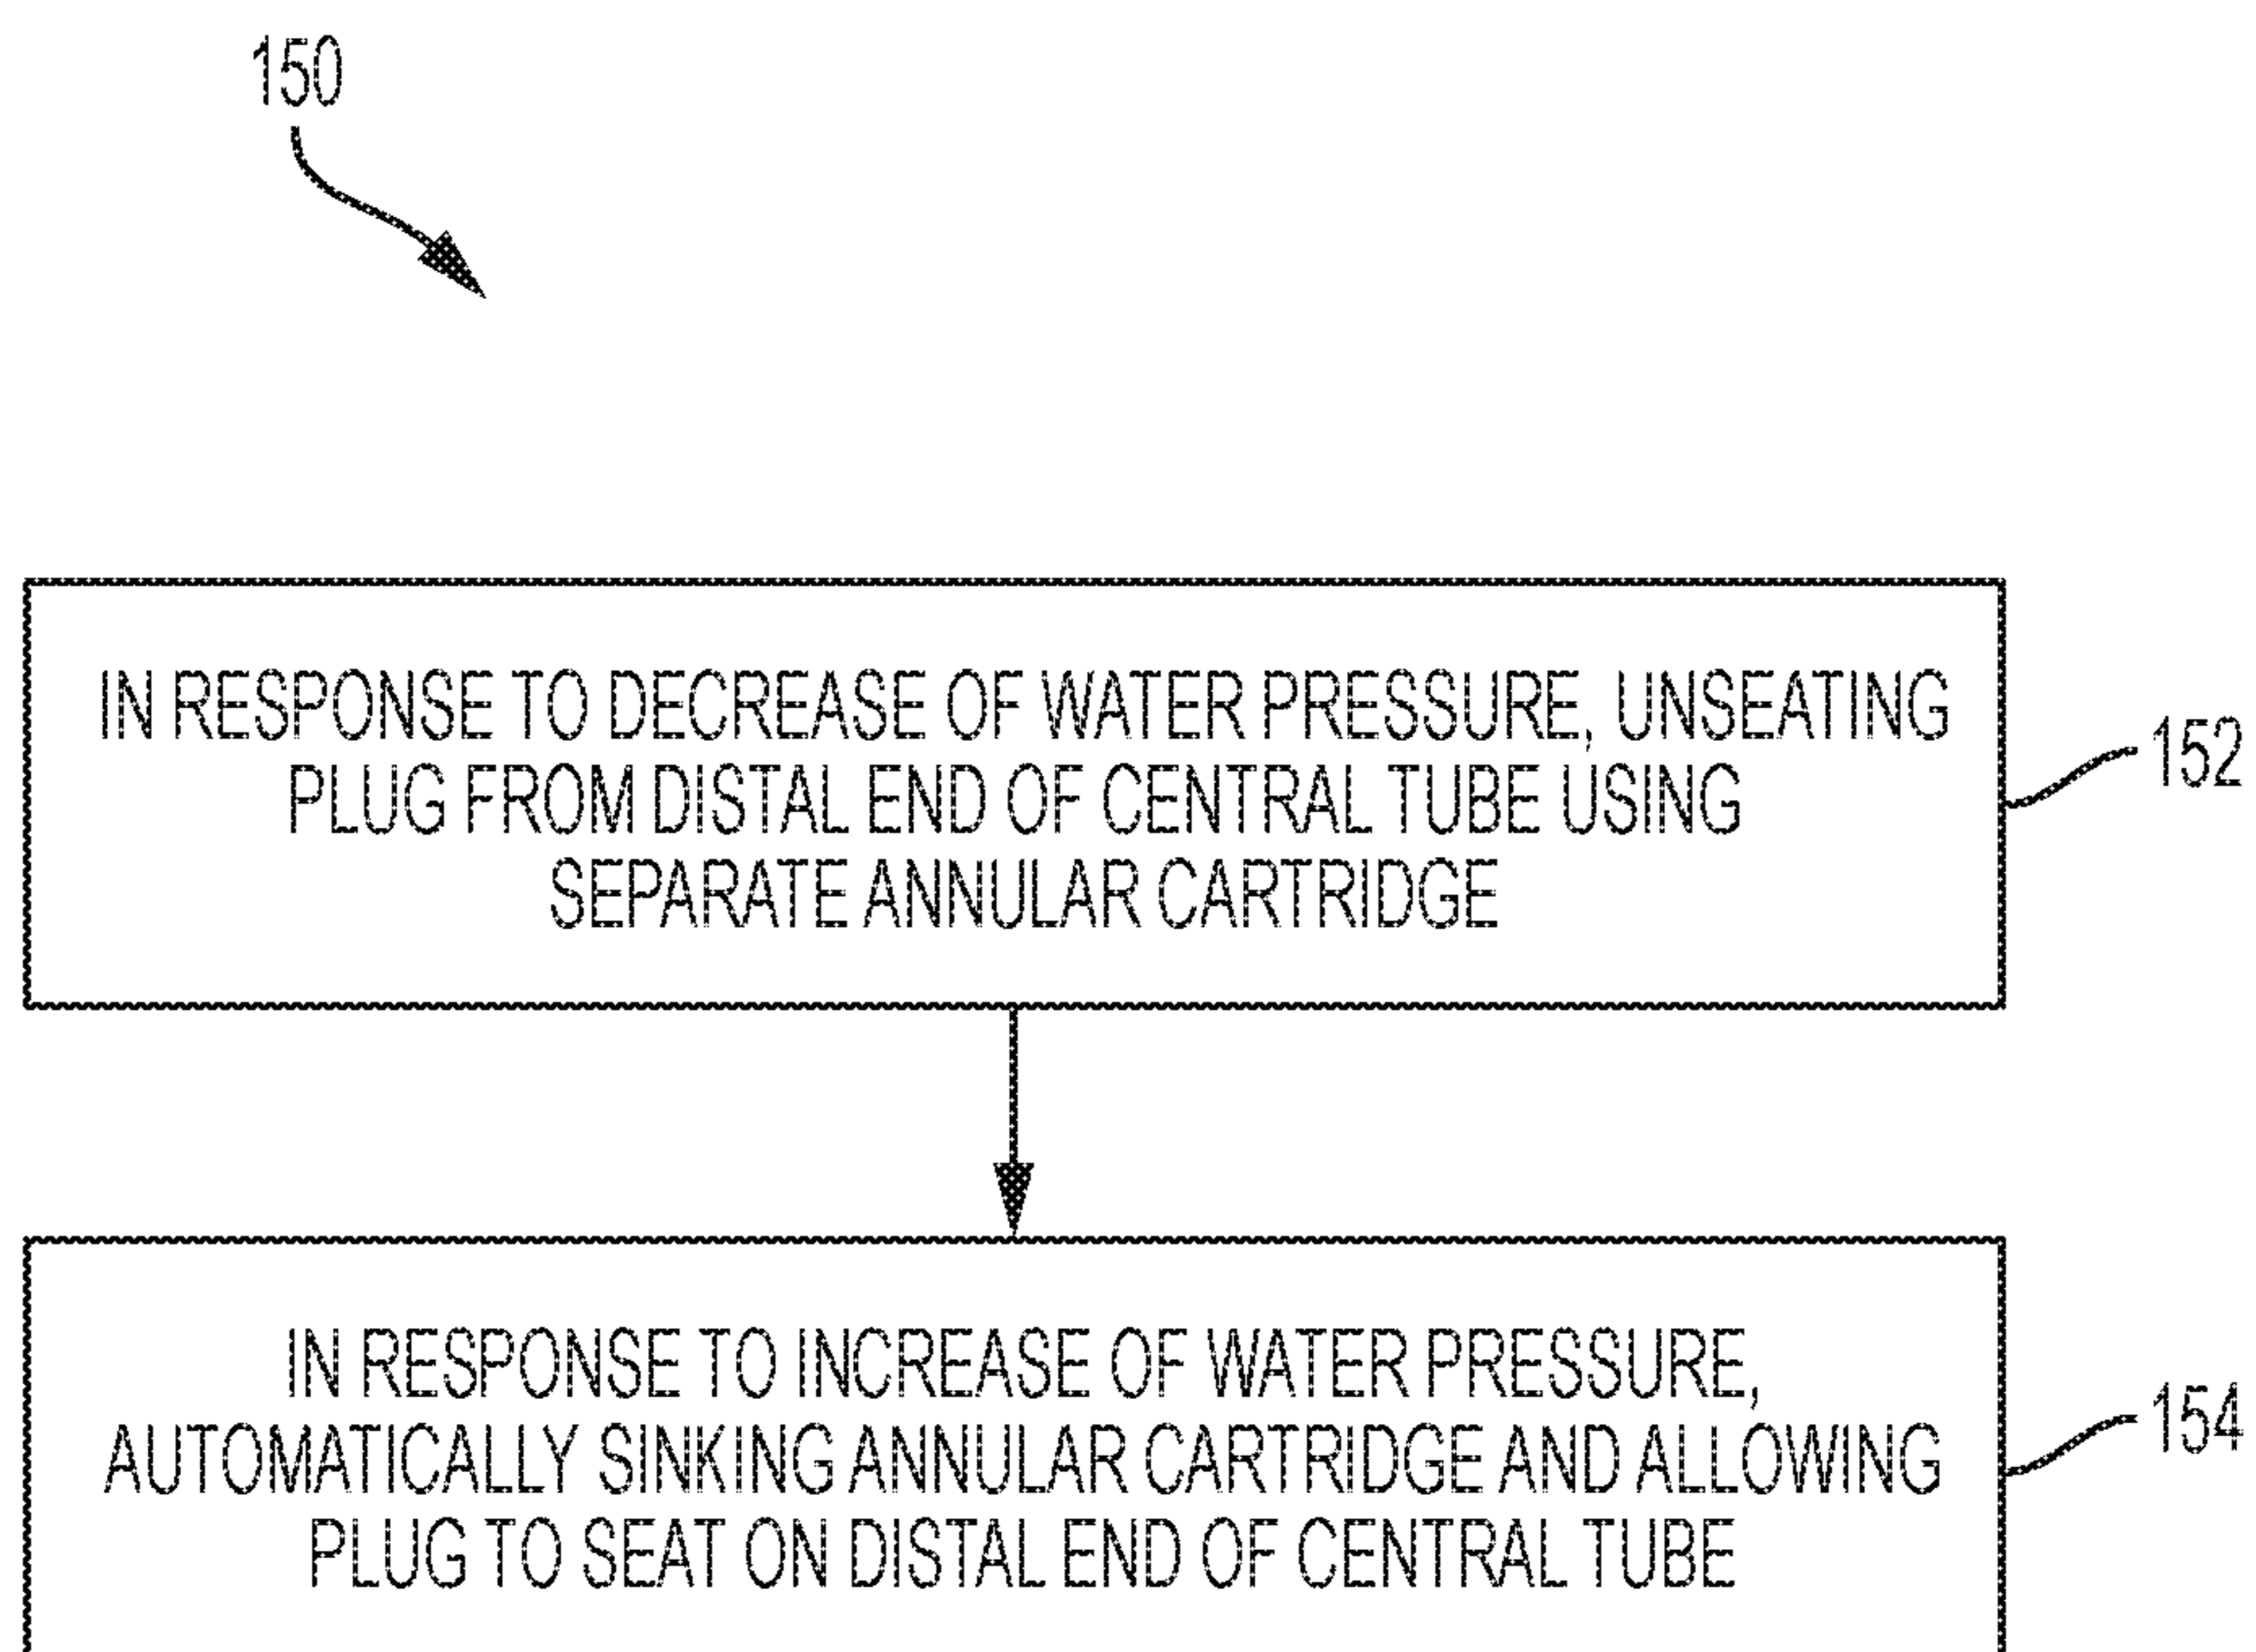 150
IN RESPONSE TO DECREASE OF WATER PRESSURE, UNSEATING
PLUG FROM DISTAL END OF CENTRAL TUBE USING
SEPARATE ANNULAR CARTRIDGE
152
IN RESPONSE TO INCREASE OF WATER PRESSURE,
AUTOMATICALLY SINKING ANNULAR CARTRIDGE AND ALLOWING
PLUG TO SEAT ON DISTAL END OF CENTRAL TUBE
154